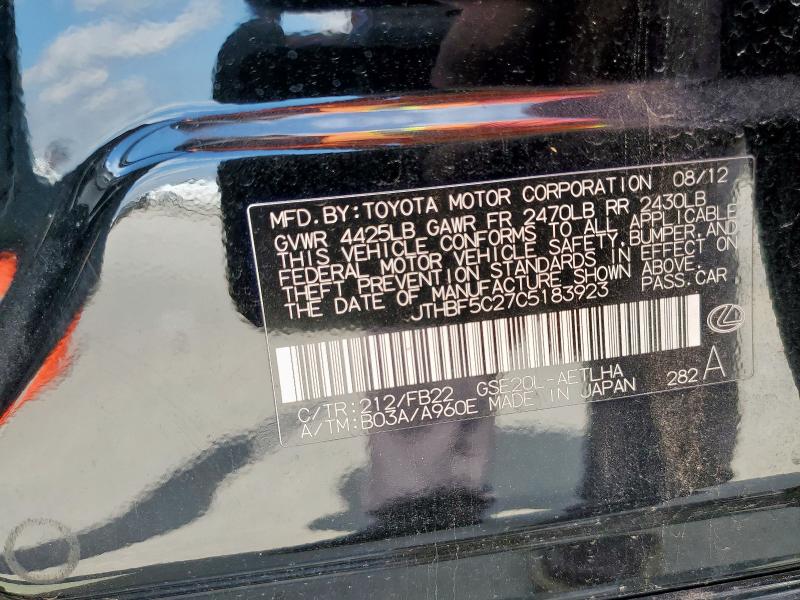 MFD.BY:TOYOTA MOTOR CORPORATION 08/12
GVWR 4425LB GAWR FR 2470LB RR 2430LB
THIS VEHICLE CONFORMS TO ALL APPLICABLE
FEDERAL MOTOR VEHICLE SAFETY,BUMPER,AND
THEFT PREVENTION STANDARDS IN EFFECT ON
THE DATE OF MANUFACTURE SHOWN ABOVE.
JTHBF5C27C5183923 PASS.CAR
C/TR:212/FB22 GSE20L-AETLHA 282 A
A/TM:B03A/A960E MADE IN JAPAN